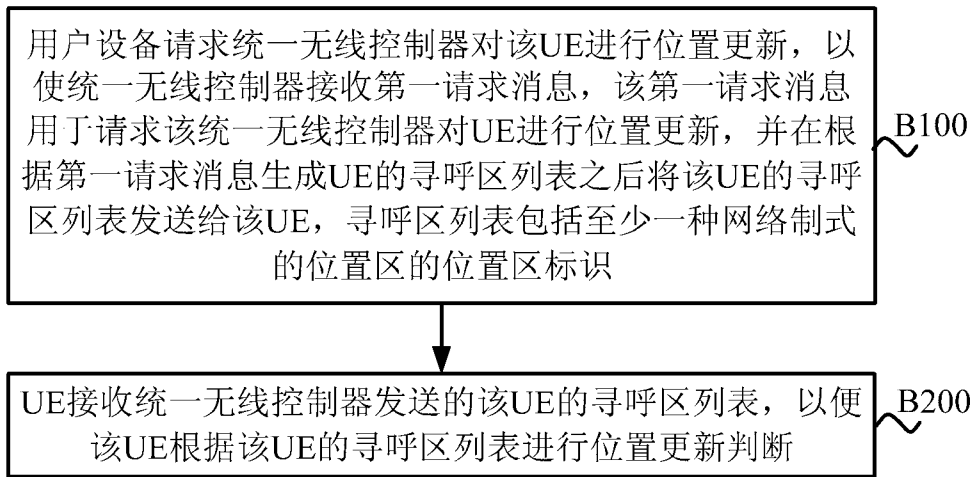 用户设备请求统一无线控制器对该UE进行位置更新，以
使统一无线控制器接收第一请求消息，该第一请求消息
用于请求该统一无线控制器对UE进行位置更新，并在根
据第一请求消息生成UE的寻呼区列表之后将该UE的寻呼
区列表发送给该UE，寻呼区列表包括至少一种网络制式
的位置区的位置区标识
B100
UE接收统一无线控制器发送的该UE的寻呼区列表，以便
该UE根据该UE的寻呼区列表进行位置更新判断
B200